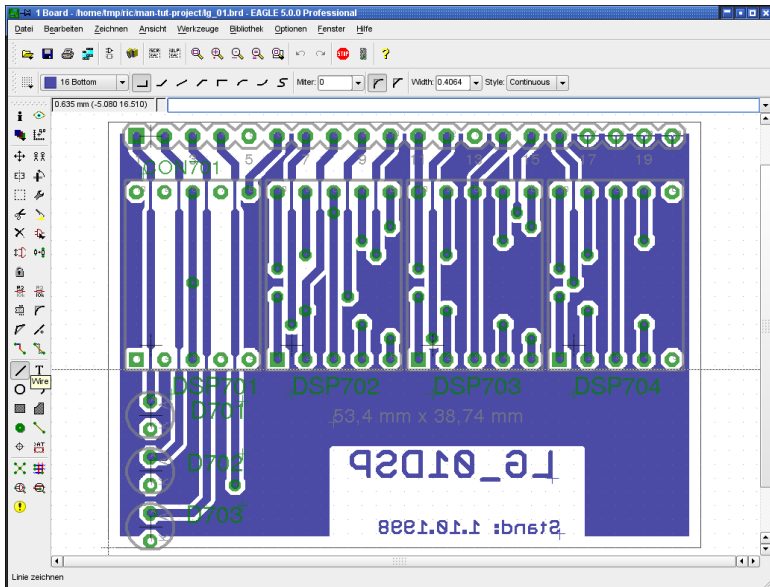 1 Board - /home/tmp/ric/man-tut-project/lg_01.brd - EAGLE 5.0.0 Professional
Datei Bearbeiten Zeichnen Ansicht Werkzeuge Bibliothek Optionen Fenster Hilfe
16 Bottom Miter: 0 Width: 0.4064 Style: Continuous
0.635 mm (-5.080 16.510)
5 7 9 11 13 15 17 19
CON701
DSP701 DSP702 DSP703 DSP704
Wire
D701
53,4 mm x 38,74 mm
D702
LG_01DSP
D703
Stand: 1.10.1998
Linie zeichnen